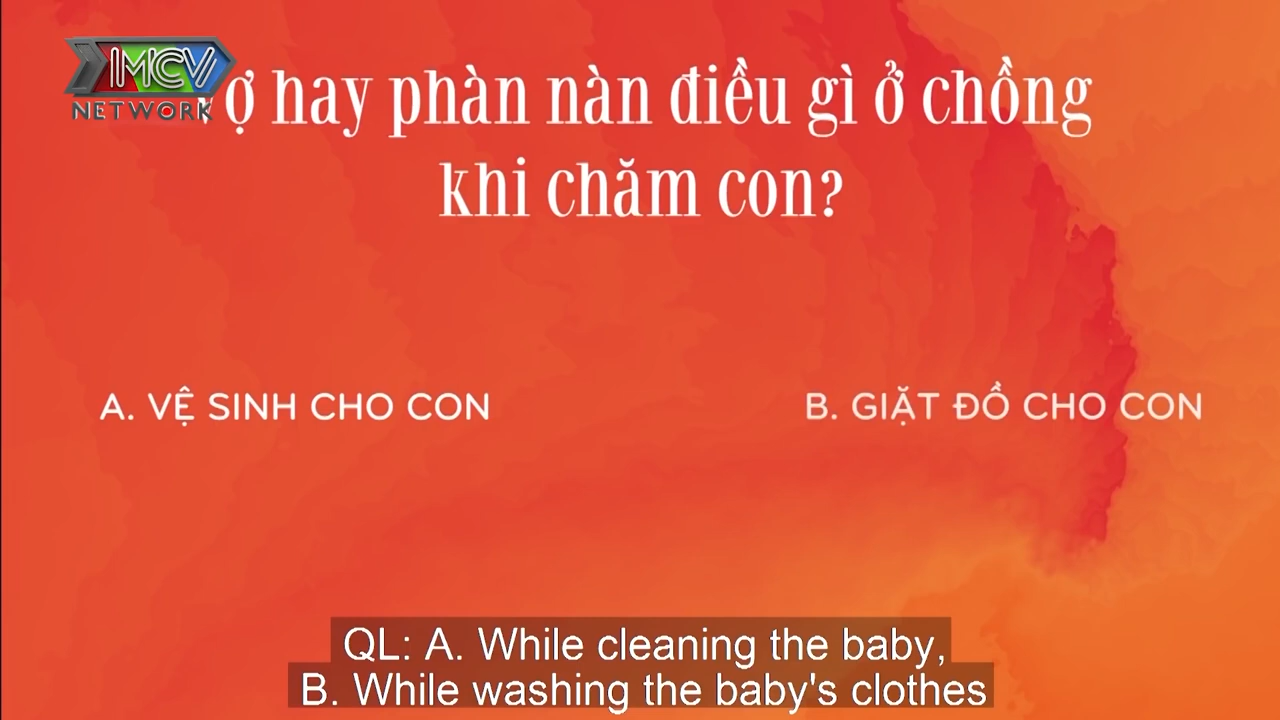 MCV
NETWORK
ợ hay phàn nàn điều gì ở chồng
khi chăm con?
A. VỆ SINH CHO CON
B. GIẶT ĐỒ CHO CON
QL: A. While cleaning the baby,
B. While washing the baby's clothes